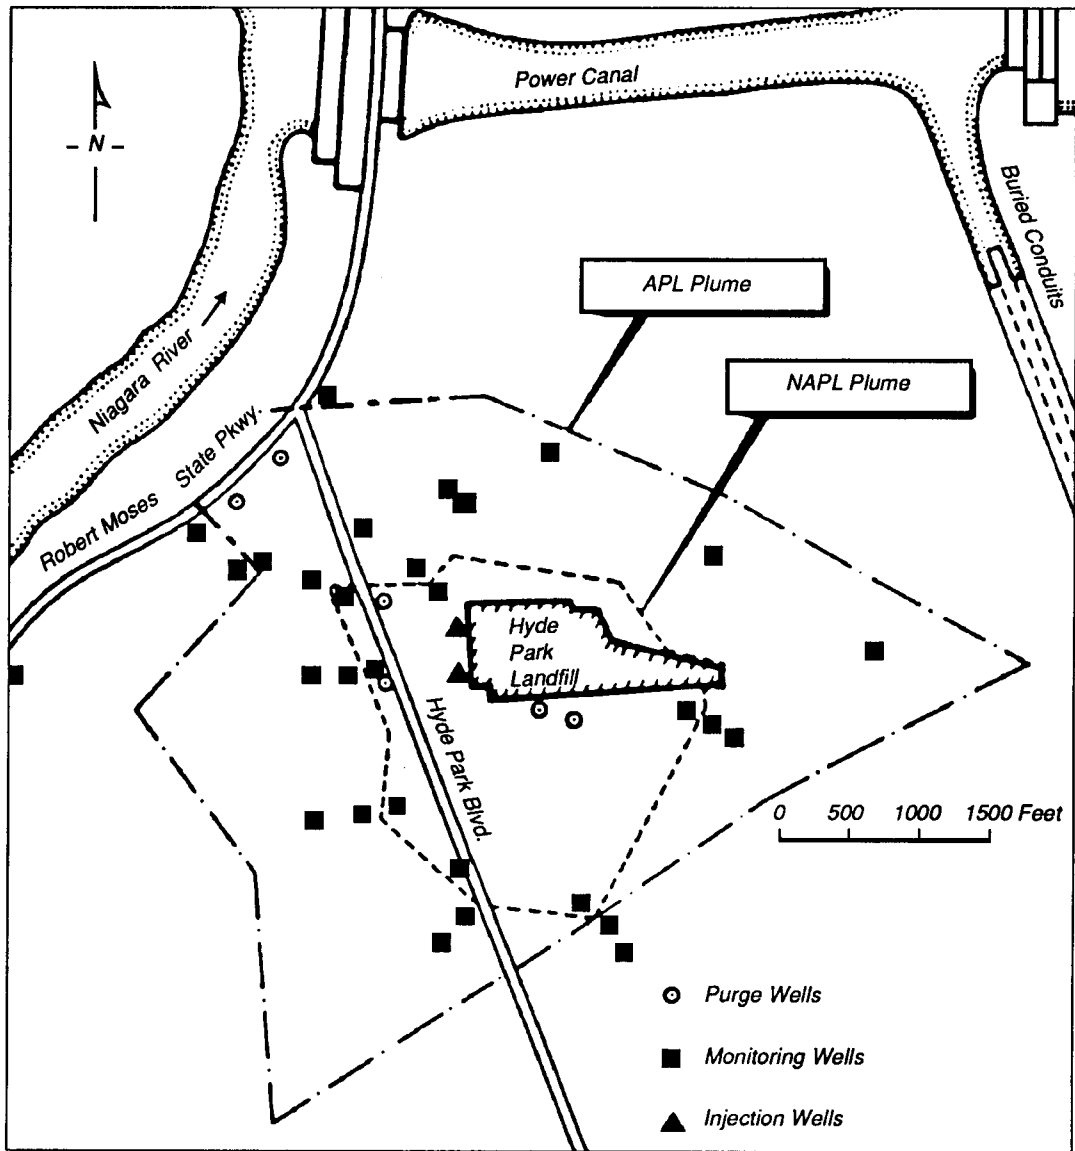 Power Canal
- N -
Buried Conduits
APL Plume
NAPL Plume
Niagara River
Robert Moses State Pkwy.
Hyde
Park
Landfill
Hyde Park Blvd.
0 500 1000 1500 Feet
Purge Wells
Monitoring Wells
Injection Wells